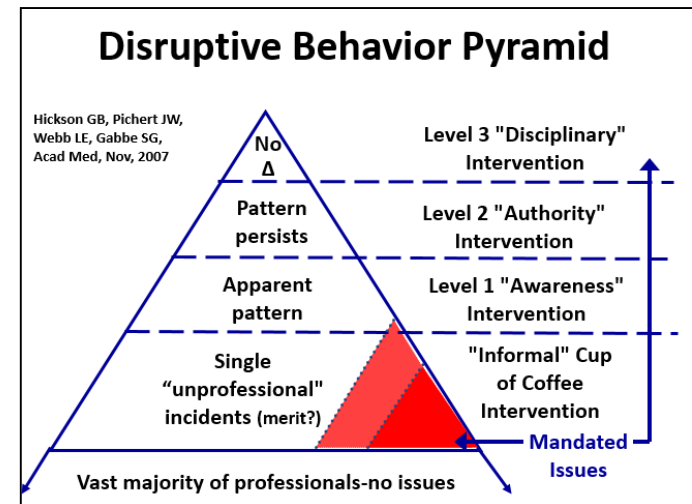 Disruptive Behavior Pyramid
Hickson GB, Pichert JW,
Webb LE, Gabbe SG,
Acad Med, Nov, 2007
No
Δ
Level 3 "Disciplinary"
Intervention
Pattern
persists
Level 2 "Authority"
Intervention
Apparent
pattern
Level 1 "Awareness"
Intervention
Single
“unprofessional"
incidents (merit?)
"Informal" Cup
of Coffee
Intervention
Mandated
Issues
Vast majority of professionals-no issues